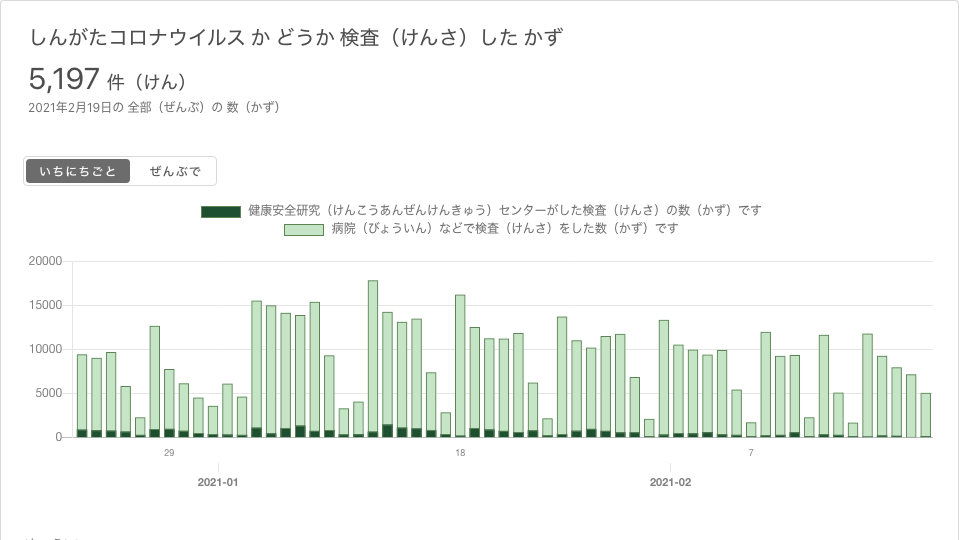 しんがたコロナウイルス か どうか 検査（けんさ）した かず
5,197 件（けん）
2021年2月19日の 全部（ぜんぶ）の 数（かず）
いちにちごと ぜんぶで
健康安全研究（けんこうあんぜんけんきゅう）センターがした検査（けんさ）の数（かず）です
病院（びょういん）などで検査（けんさ）をした数（かず）です
20000
15000
10000
5000
0
29 18 7
2021-01 2021-02